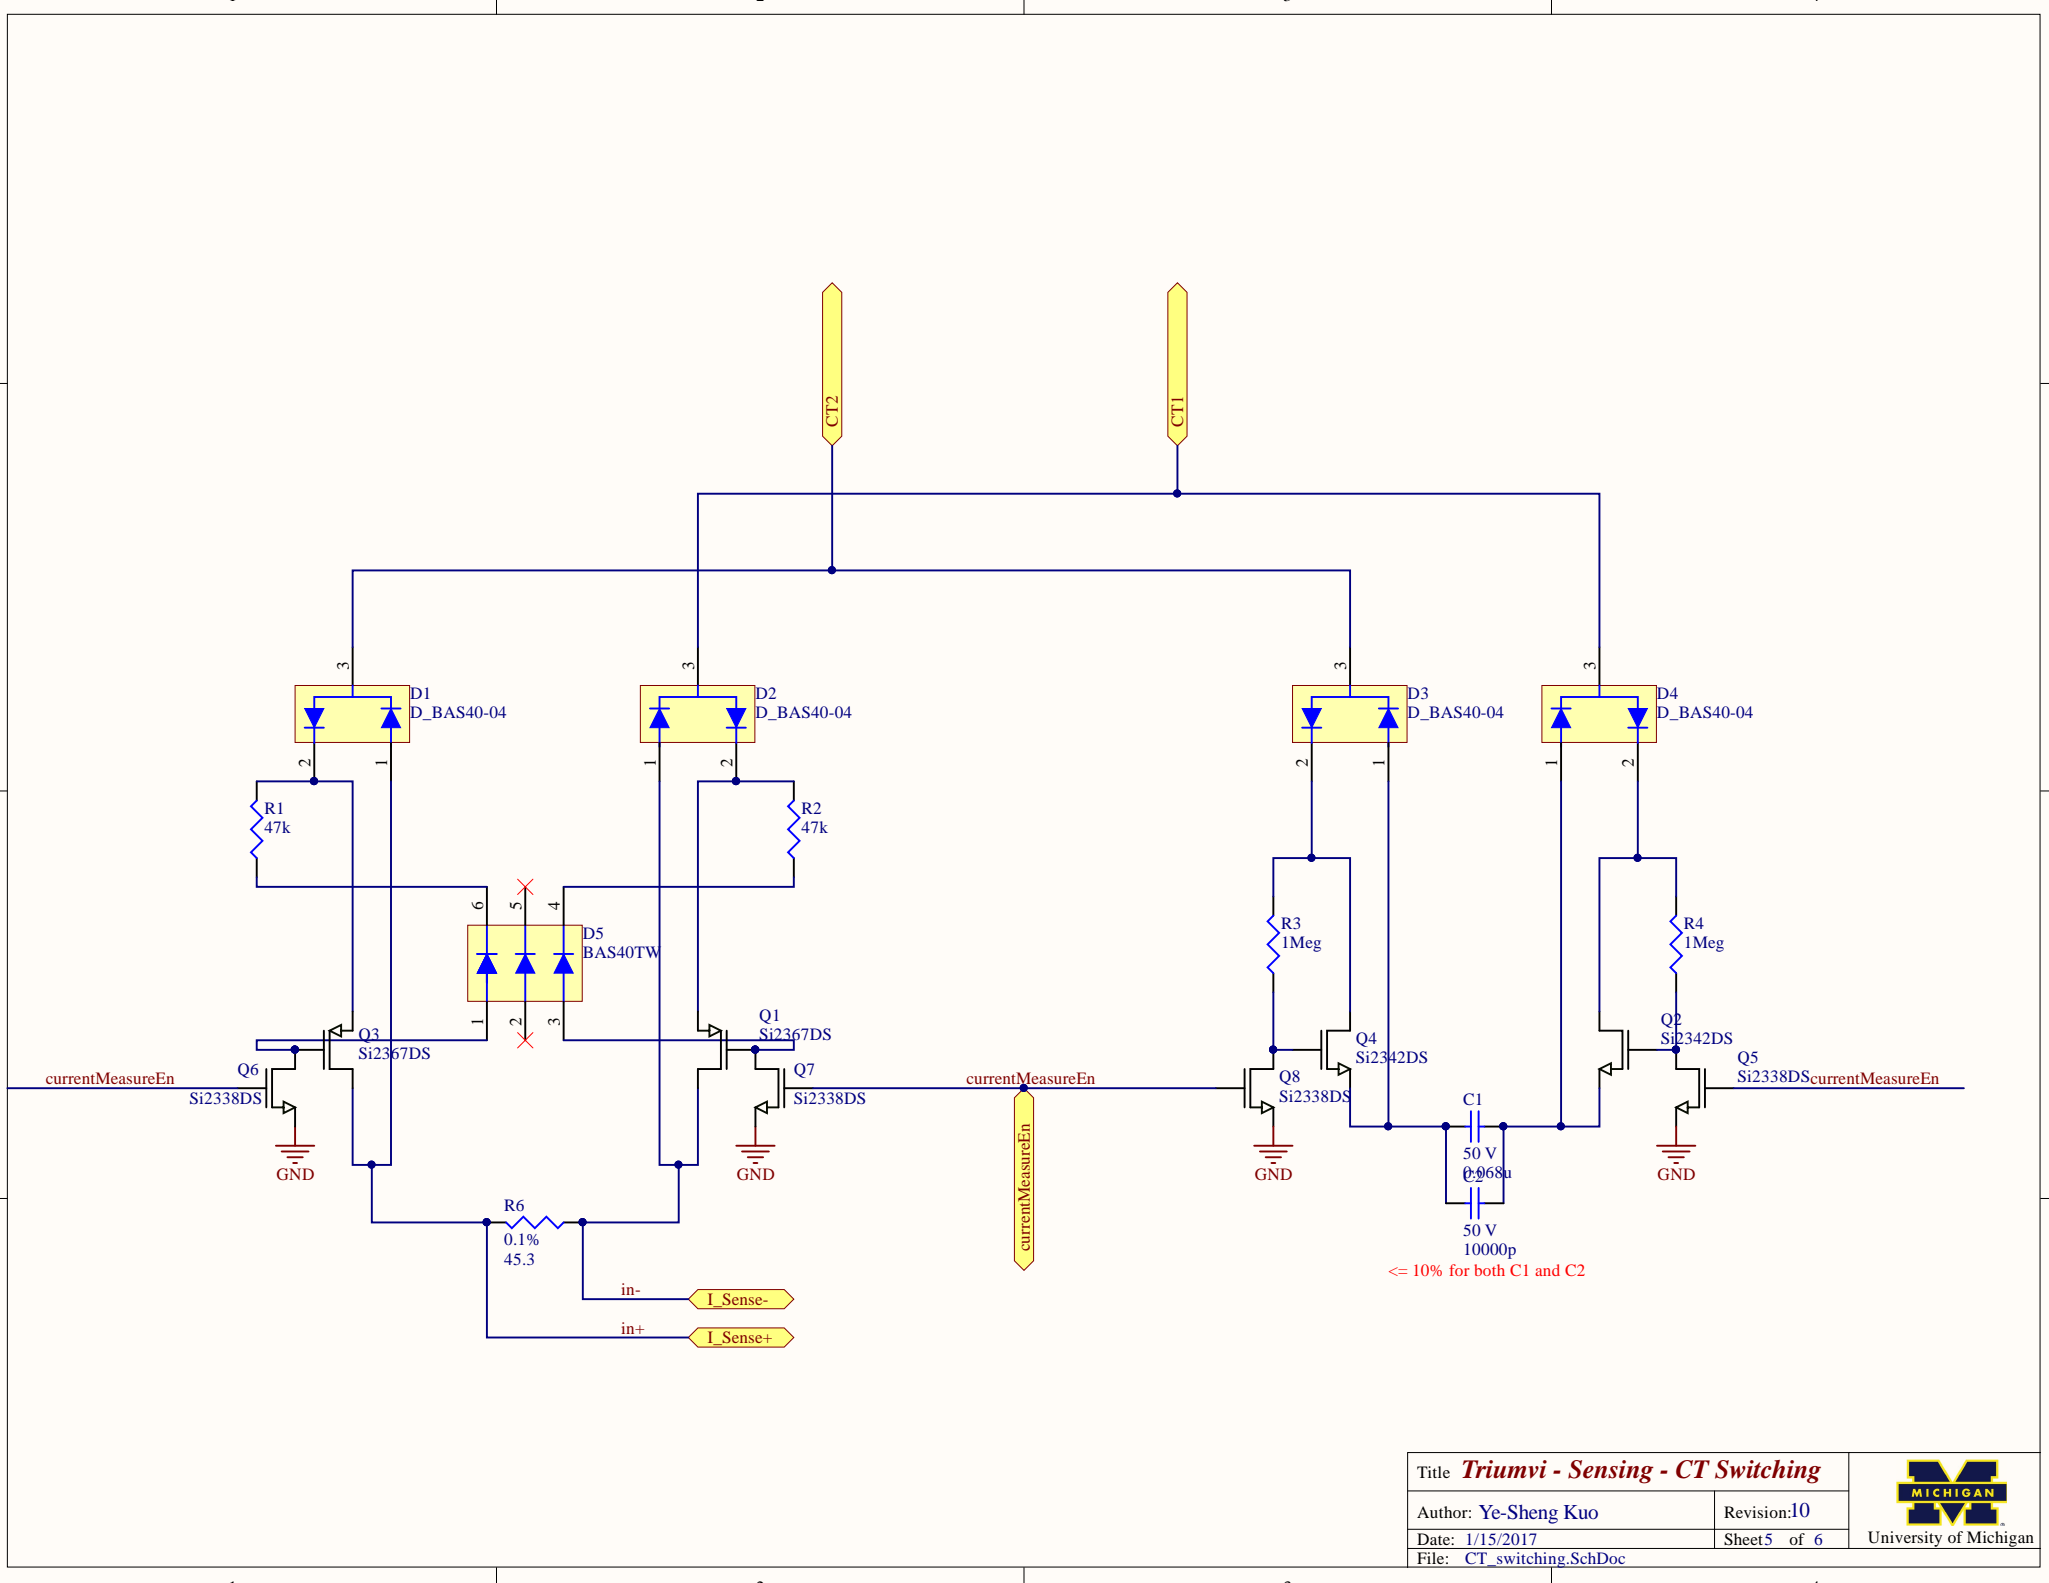 CT2
CT1
3
D1
D_BAS40-04
2
1
3
D2
D_BAS40-04
1
2
3
D3
D_BAS40-04
2
1
3
D4
D_BAS40-04
1
2
R1
47k
R2
47k
6
5
4
D5
BAS40TW
1
2
3
R3
1Meg
R4
1Meg
Q3
Si2367DS
Q1
Si2367DS
Q4
Si2342DS
Q2
Si2342DS
currentMeasureEn
Q6
Si2338DS
Q7
Si2338DS
currentMeasureEn
Q8
Si2338DS
Q5
Si2338DS
currentMeasureEn
GND
GND
GND
GND
currentMeasureEn
C1
50 V
0.068u
C2
50 V
10000p
<= 10% for both C1 and C2
R6
0.1%
45.3
in-
I_Sense-
in+
I_Sense+
Title Triumvi - Sensing - CT Switching
Author: Ye-Sheng Kuo
Revision:10
Date: 1/15/2017
Sheet5 of 6
File: CT_switching.SchDoc
MICHIGAN
University of Michigan